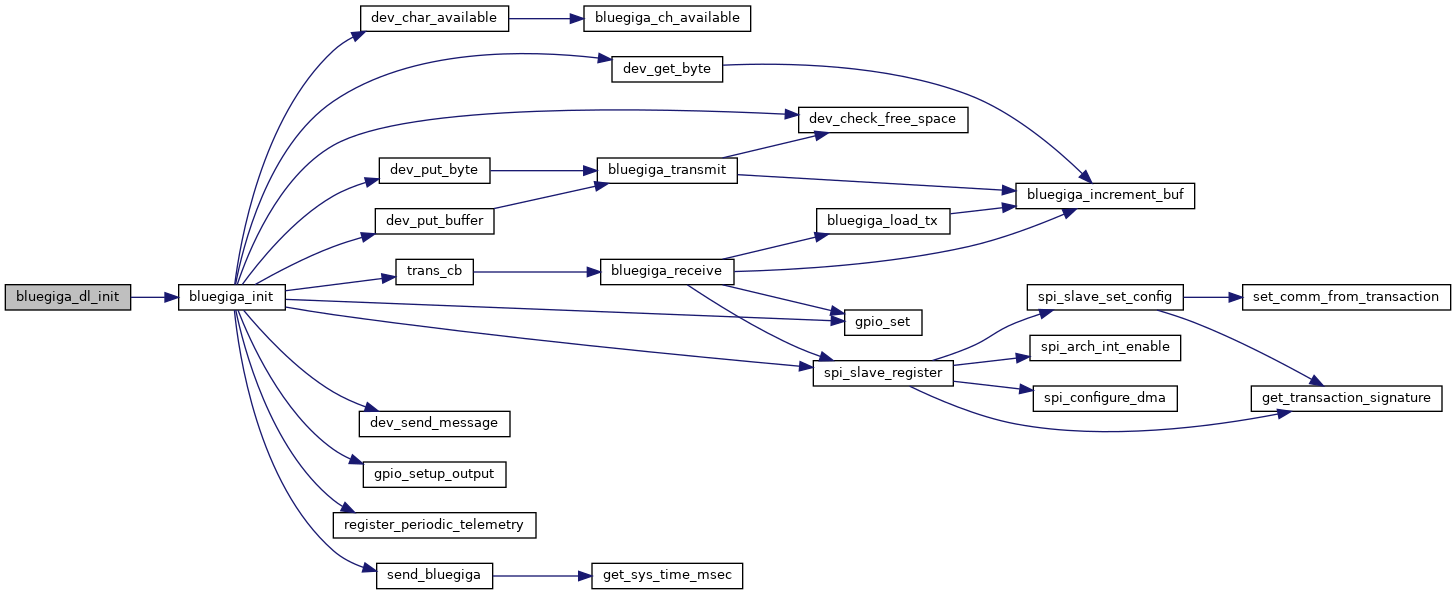 dev_char_available
bluegiga_ch_available
dev_get_byte
dev_check_free_space
dev_put_byte
bluegiga_transmit
bluegiga_increment_buf
dev_put_buffer
bluegiga_load_tx
trans_cb
bluegiga_receive
bluegiga_dl_init
bluegiga_init
spi_slave_set_config
set_comm_from_transaction
gpio_set
spi_arch_int_enable
spi_slave_register
spi_configure_dma
get_transaction_signature
dev_send_message
gpio_setup_output
register_periodic_telemetry
send_bluegiga
get_sys_time_msec